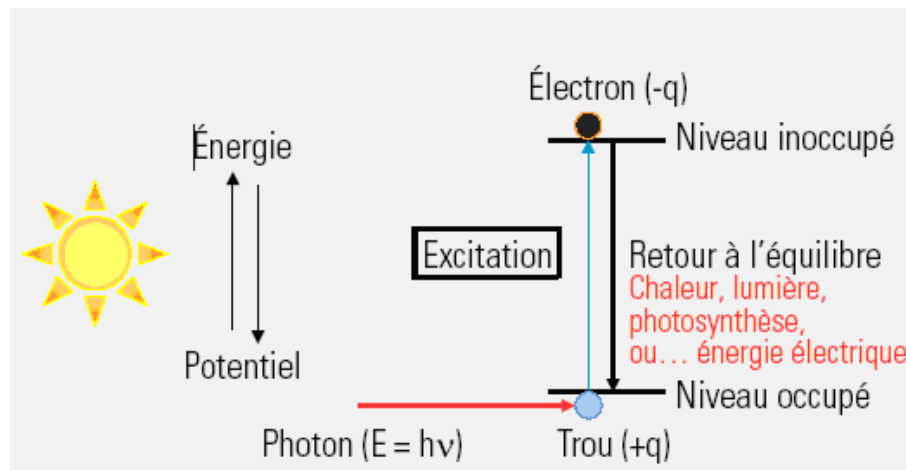 Électron (-q)
Énergie
Niveau inoccupé
Excitation
Retour à l'équilibre
Chaleur, lumière,
photosynthèse,
ou... énergie électrique
Potentiel
Niveau occupé
Photon (E = hν)
Trou (+q)